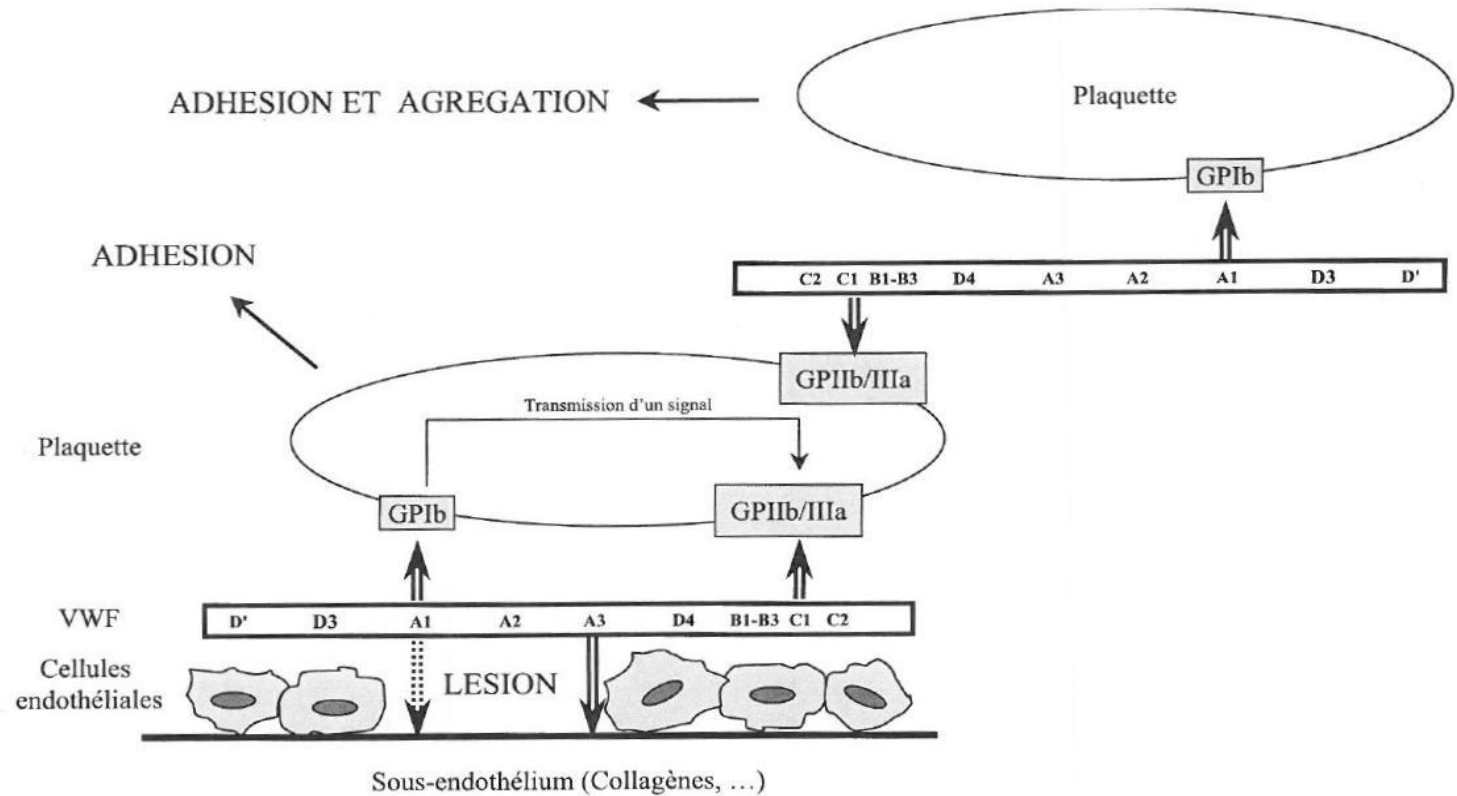 Plaquette
ADHESION ET AGREGATION
GPIb
ADHESION
C2 C1 B1-B3 D4 A3 A2 A1 D3 D'
GPIIb/IIIa
Transmission d'un signal
Plaquette
GPIb
GPIIb/IIIa
VWF
D' D3 A1 A2 A3 D4 B1-B3 C1 C2
Cellules
endothéliales
LESION
Sous-endothélium (Collagènes, …)